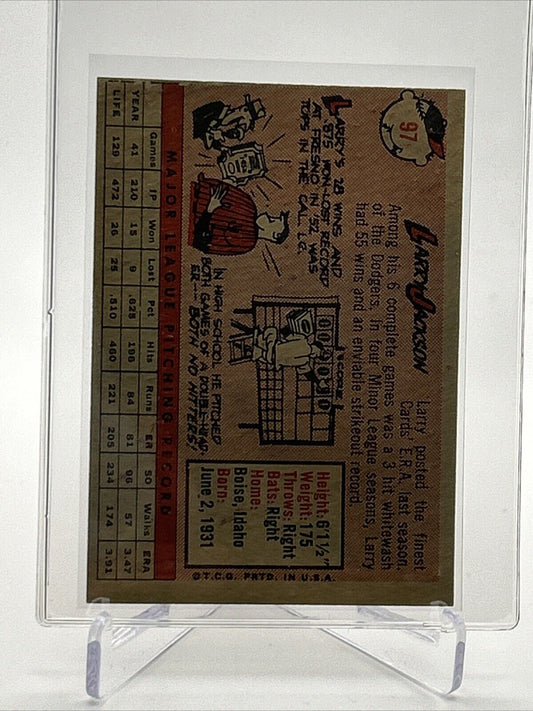 97
LARRY JACKSON
Larry posted the finest
Cards' E.R.A. last season.
Among his 6 complete games was a 3 hit whitewash
of the Dodgers. In four Minor League seasons, Larry
had 55 wins and an enviable strikeout record.
LARRY'S 28 WINS AND
.875 WON-LOST RECORD
AT FRESNO IN '52 WAS
TOPS IN THE CAL. LG.
SCORE
IN HIGH SCHOOL HE PITCHED
BOTH GAMES OF A DOUBLE-HEAD-
ER--- BOTH NO HITTERS!
Height: 6'1½"
Weight: 175
Throws: Right
Bats: Right
Home:
Boise, Idaho
Born:
June 2, 1931
MAJOR LEAGUE PITCHING RECORD
Games IP Won Lost Pct Hits Runs ER SO Walks ERA
YEAR 41 210 15 9 .625 196 84 81 96 57 3.47
LIFE 129 472 26 25 .510 460 221 205 234 174 3.91
© T.C.G. PRTD. IN U.S.A.